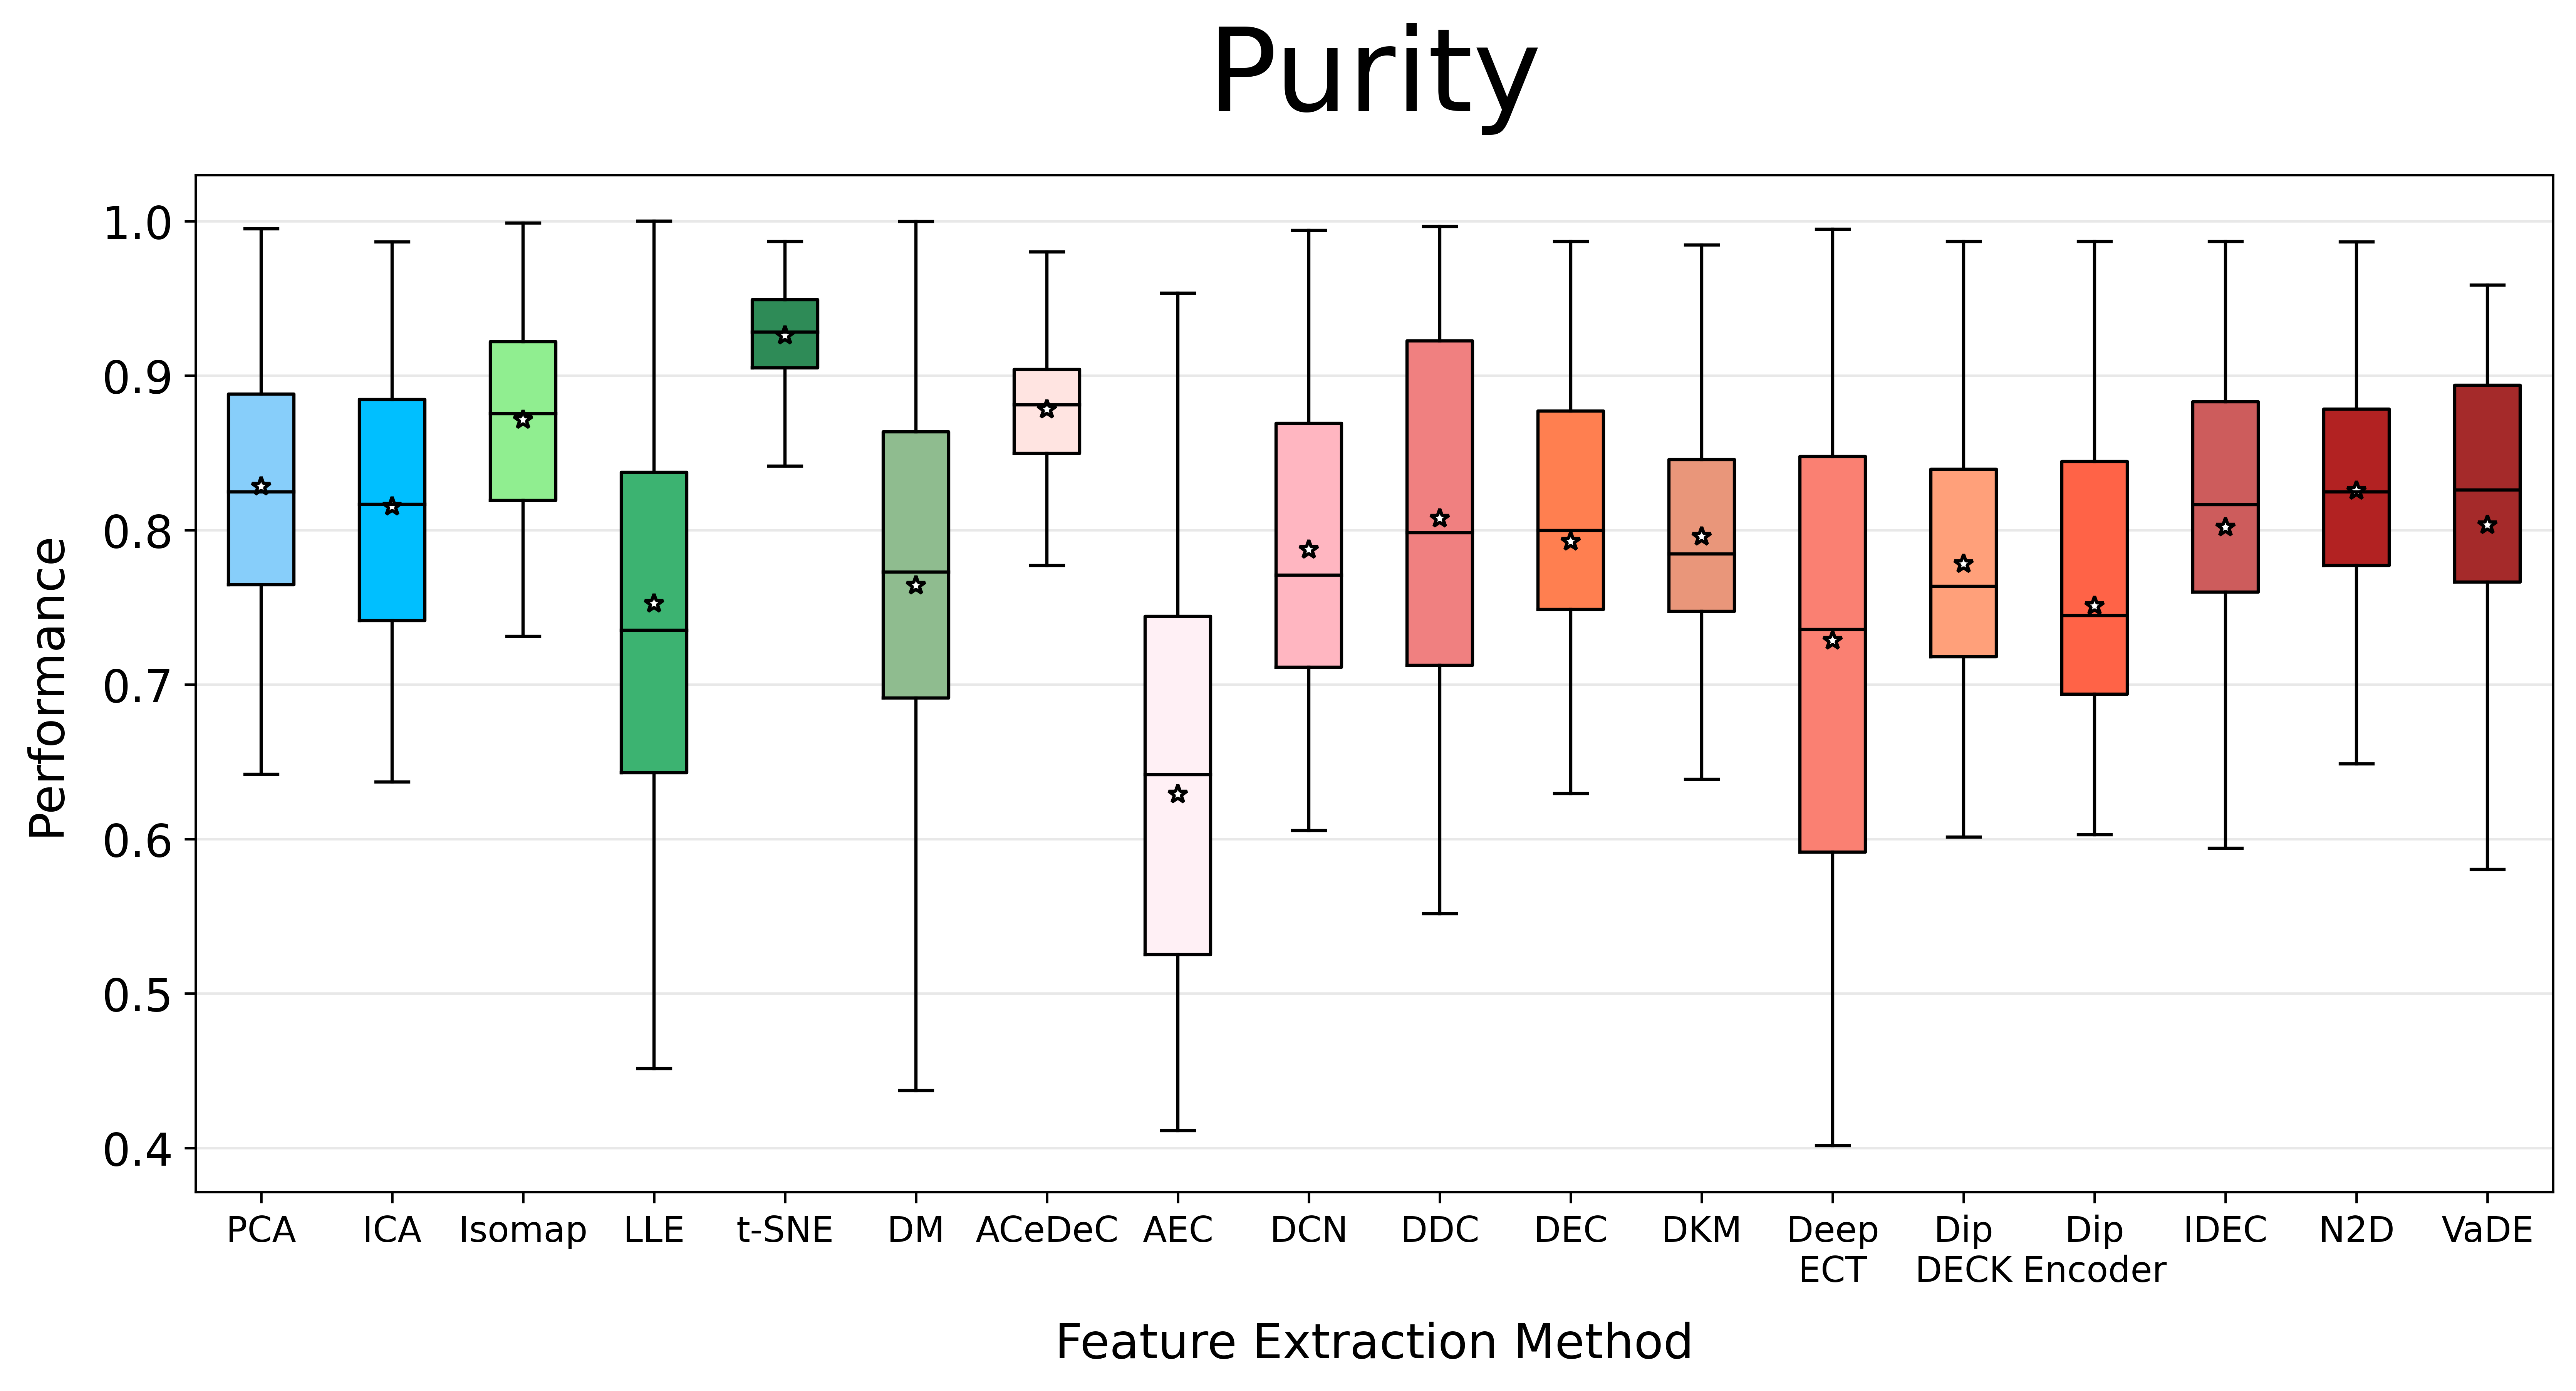 Purity
Performance
1.0
0.9
0.8
0.7
0.6
0.5
0.4
PCA ICA Isomap LLE t-SNE DM ACeDeC AEC DCN DDC DEC DKM Deep Dip Dip IDEC N2D VaDE
ECT DECK Encoder
Feature Extraction Method